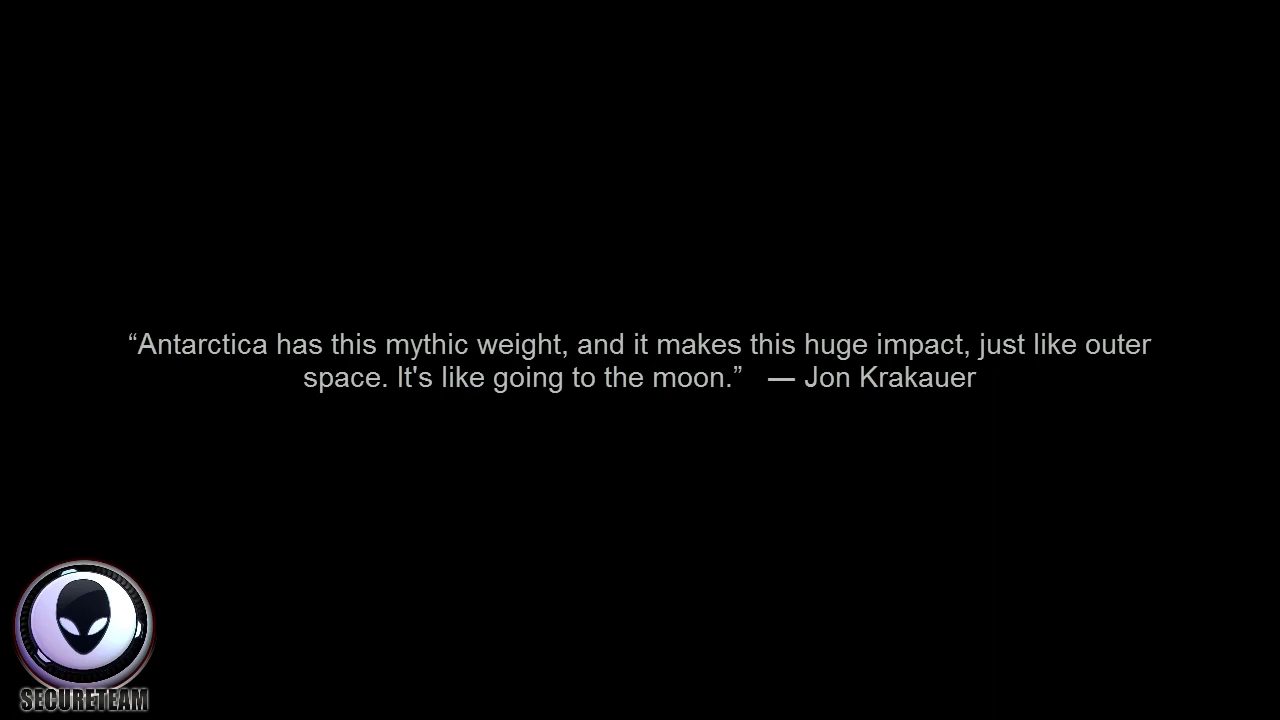 “Antarctica has this mythic weight, and it makes this huge impact, just like outer
space. It's like going to the moon.”   — Jon Krakauer
SECURETEAM